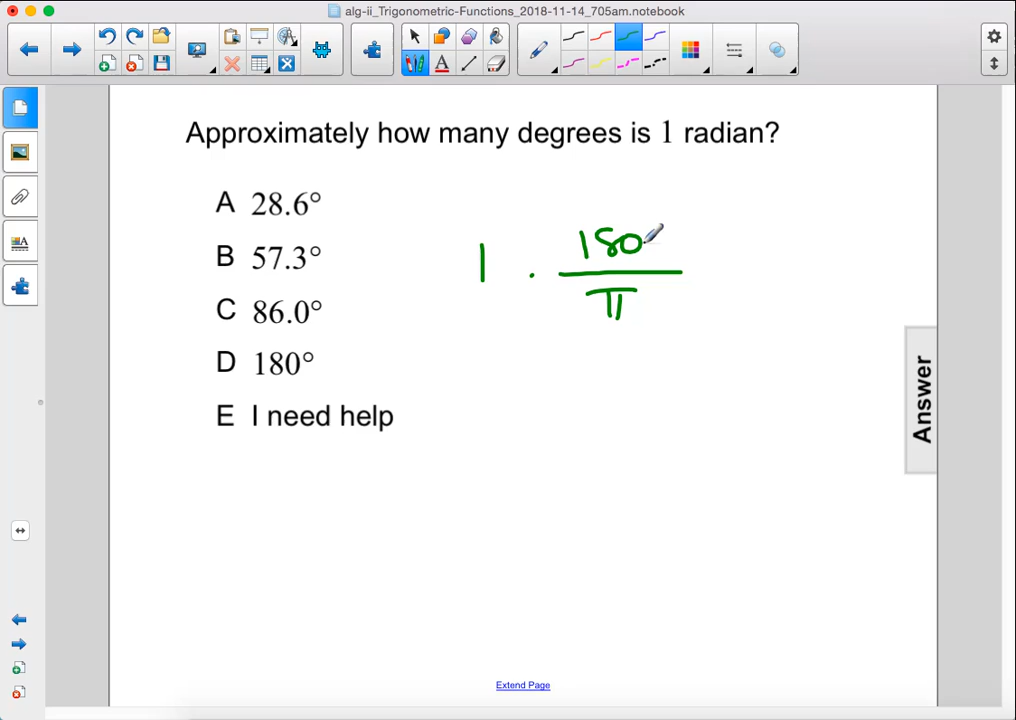 alg-ii_Trigonometric-Functions_2018-11-14_705am.notebook
Approximately how many degrees is 1 radian?
A 28.6°
B 57.3°
C 86.0°
D 180°
E I need help
1 · 180
π
Answer
Extend Page